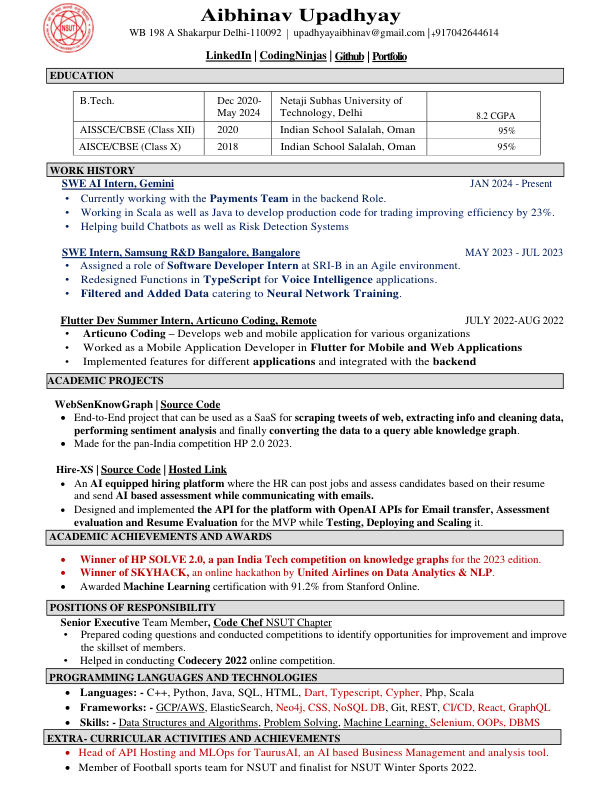 NSUT
Aibhinav Upadhyay
WB 198 A Shakarpur Delhi-110092 | upadhyayaibhinav@gmail.com |+917042644614
LinkedIn | CodingNinjas | Github | Portfolio
EDUCATION
B.Tech. Dec 2020- Netaji Subhas University of
May 2024 Technology, Delhi 8.2 CGPA
AISSCE/CBSE (Class XII) 2020 Indian School Salalah, Oman 95%
AISCE/CBSE (Class X) 2018 Indian School Salalah, Oman 95%
WORK HISTORY
SWE AI Intern, Gemini JAN 2024 - Present
• Currently working with the Payments Team in the backend Role.
• Working in Scala as well as Java to develop production code for trading improving efficiency by 23%.
• Helping build Chatbots as well as Risk Detection Systems
SWE Intern, Samsung R&D Bangalore, Bangalore MAY 2023 - JUL 2023
• Assigned a role of Software Developer Intern at SRI-B in an Agile environment.
• Redesigned Functions in TypeScript for Voice Intelligence applications.
• Filtered and Added Data catering to Neural Network Training.
Flutter Dev Summer Intern, Articuno Coding, Remote JULY 2022-AUG 2022
• Articuno Coding – Develops web and mobile application for various organizations
• Worked as a Mobile Application Developer in Flutter for Mobile and Web Applications
• Implemented features for different applications and integrated with the backend
ACADEMIC PROJECTS
WebSenKnowGraph | Source Code
• End-to-End project that can be used as a SaaS for scraping tweets of web, extracting info and cleaning data,
performing sentiment analysis and finally converting the data to a query able knowledge graph.
• Made for the pan-India competition HP 2.0 2023.
Hire-XS | Source Code | Hosted Link
• An AI equipped hiring platform where the HR can post jobs and assess candidates based on their resume
and send AI based assessment while communicating with emails.
• Designed and implemented the API for the platform with OpenAI APIs for Email transfer, Assessment
evaluation and Resume Evaluation for the MVP while Testing, Deploying and Scaling it.
ACADEMIC ACHIEVEMENTS AND AWARDS
• Winner of HP SOLVE 2.0, a pan India Tech competition on knowledge graphs for the 2023 edition.
• Winner of SKYHACK, an online hackathon by United Airlines on Data Analytics & NLP.
• Awarded Machine Learning certification with 91.2% from Stanford Online.
POSITIONS OF RESPONSIBILITY
Senior Executive Team Member, Code Chef NSUT Chapter
• Prepared coding questions and conducted competitions to identify opportunities for improvement and improve
the skillset of members.
• Helped in conducting Codecery 2022 online competition.
PROGRAMMING LANGUAGES AND TECHNOLOGIES
• Languages: - C++, Python, Java, SQL, HTML, Dart, Typescript, Cypher, Php, Scala
• Frameworks: - GCP/AWS, ElasticSearch, Neo4j, CSS, NoSQL DB, Git, REST, CI/CD, React, GraphQL
• Skills: - Data Structures and Algorithms, Problem Solving, Machine Learning, Selenium, OOPs, DBMS
EXTRA- CURRICULAR ACTIVITIES AND ACHIEVEMENTS
• Head of API Hosting and MLOps for TaurusAI, an AI based Business Management and analysis tool.
• Member of Football sports team for NSUT and finalist for NSUT Winter Sports 2022.